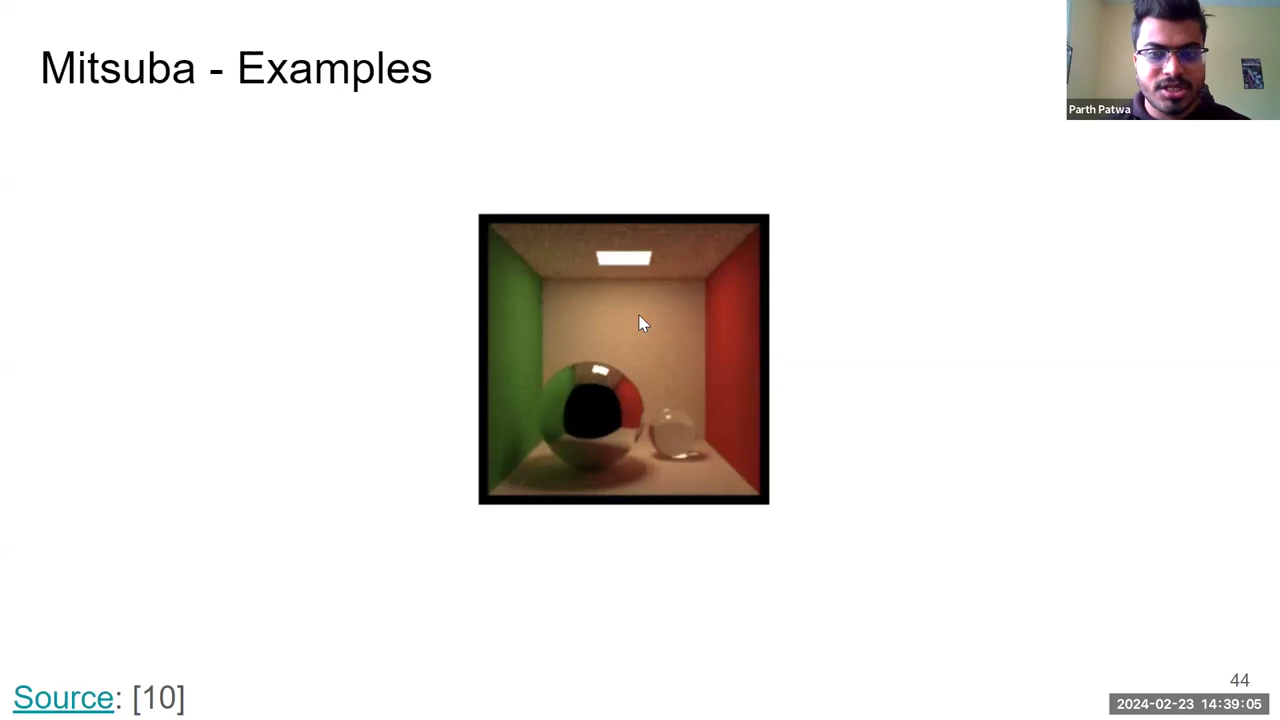 Mitsuba - Examples
Parth Patwa
Source: [10]
44
2024-02-23 14:39:05